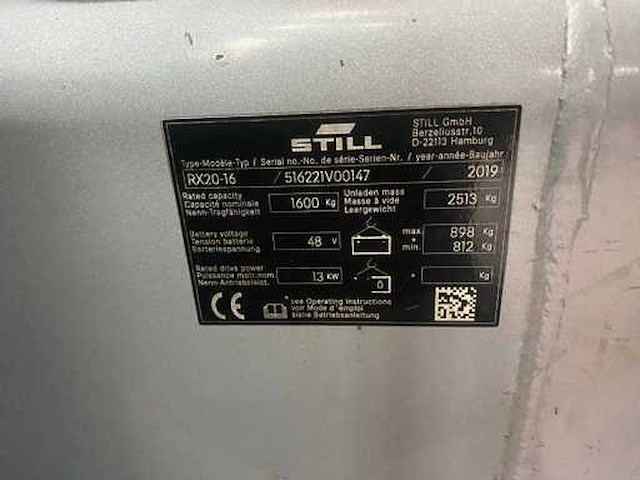 STILL
STILL GmbH
Berzeliusstr.10
D-22113 Hamburg
Type-Modèle-Typ / Serial no.-No. de série-Serien-Nr. / year-année-Baujahr
RX20-16 / 516221V00147 / 2019
Rated capacity
Capacité nominale
Nenn-Tragfähigkeit
1600 Kg
Unladen mass
Masse à vide
Leergewicht
2513 Kg
Battery voltage
Tension batterie
Batteriespannung
48 V
max. 898 Kg
*
min. 812 Kg
Rated drive power
Puissance motr.nom.
Nenn-Antriebsleist.
13 KW
0
* Kg
CE
* see Operating instructions
voir Mode d'emploi
siehe Betriebsanleitung